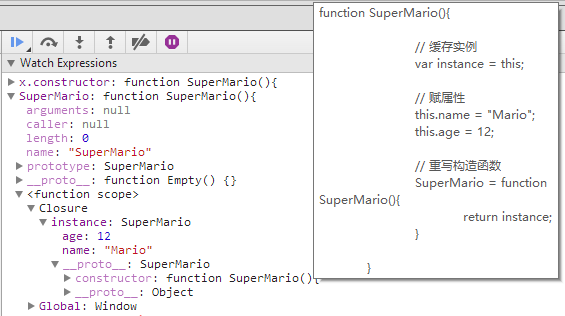 Watch Expressions
x.constructor: function SuperMario(){
SuperMario: function SuperMario(){
arguments: null
caller: null
length: 0
name: "SuperMario"
prototype: SuperMario
__proto__: function Empty() {}
<function scope>
Closure
instance: SuperMario
age: 12
name: "Mario"
__proto__: SuperMario
constructor: function SuperMario(){
__proto__: Object
Global: Window
function SuperMario(){
// 缓存实例
var instance = this;
// 赋属性
this.name = "Mario";
this.age = 12;
// 重写构造函数
SuperMario = function
SuperMario(){
return instance;
}
}